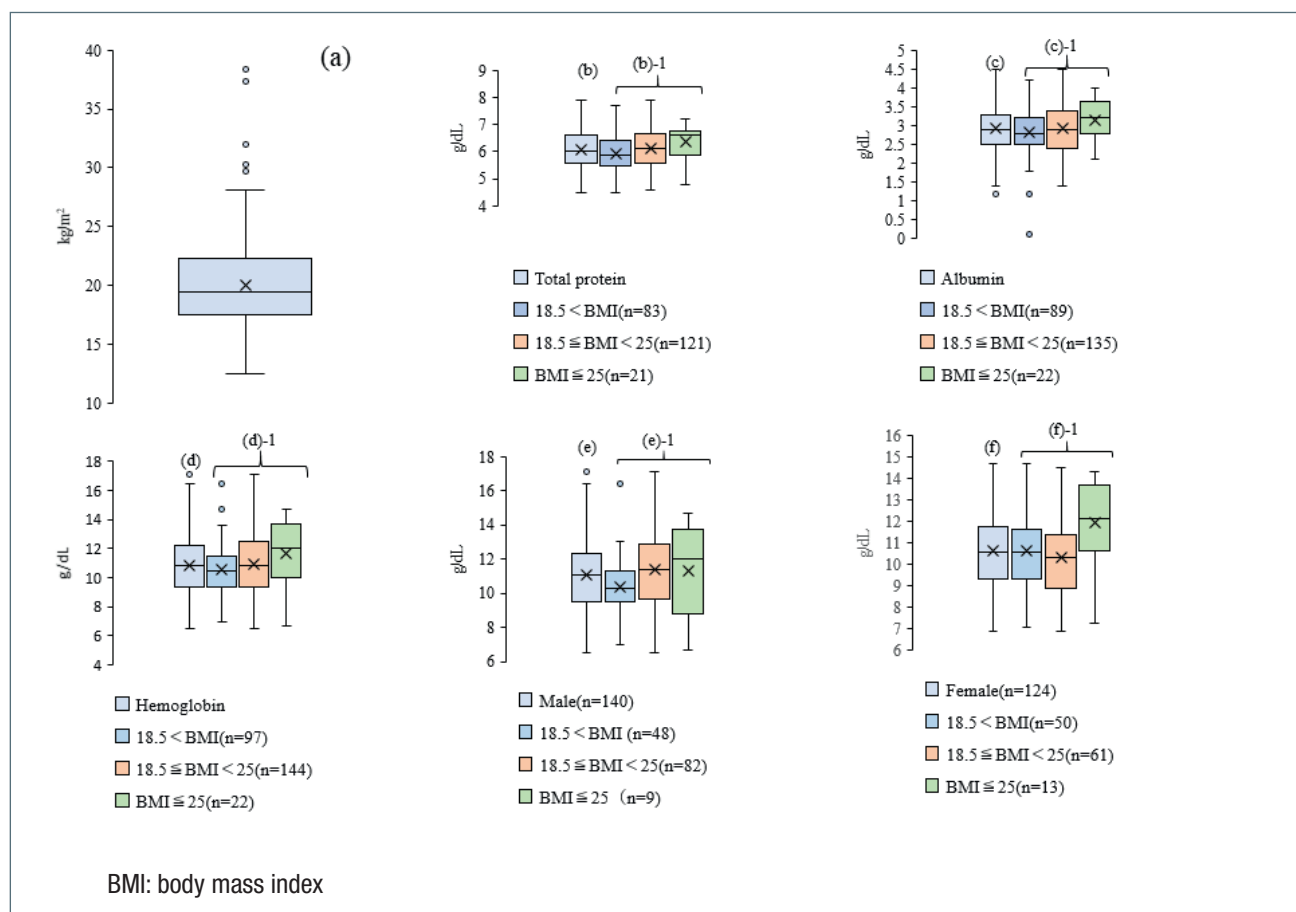 (a)
kg/m²
40
35
30
25
20
15
10
(b)
(b)-1
g/dL
9
8
7
6
5
4
Total protein
18.5＜BMI(n=83)
18.5≦BMI＜25(n=121)
BMI≦25(n=21)
(c)
(c)-1
g/dL
5
4.5
4
3.5
3
2.5
2
1.5
1
0.5
0
Albumin
18.5＜BMI(n=89)
18.5≦BMI＜25(n=135)
BMI≦25(n=22)
(d)
(d)-1
g/dL
18
16
14
12
10
8
6
4
Hemoglobin
18.5＜BMI(n=97)
18.5≦BMI＜25(n=144)
BMI≦25(n=22)
(e)
(e)-1
g/dL
18
16
14
12
10
8
6
Male(n=140)
18.5＜BMI (n=48)
18.5≦BMI＜25(n=82)
BMI≦25（n=9)
(f)
(f)-1
g/dL
16
15
14
13
12
11
10
9
8
7
6
Female(n=124)
18.5＜BMI(n=50)
18.5≦BMI＜25(n=61)
BMI≦25(n=13)
BMI: body mass index